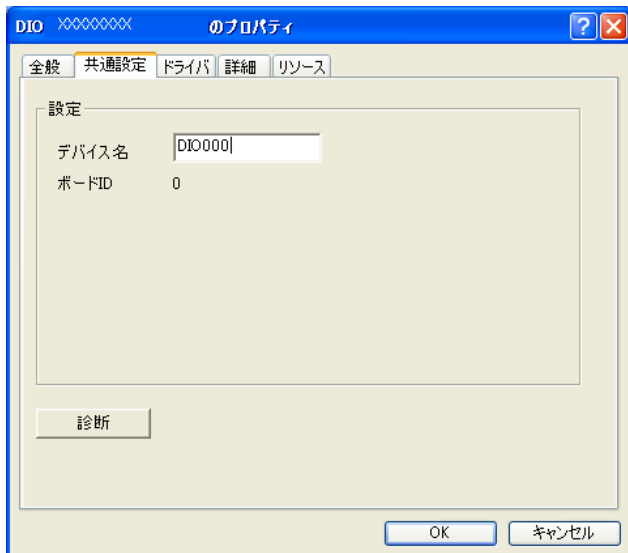 DIO XXXXXXXX のプロパティ
全般 共通設定 ドライバ 詳細 リソース
設定
デバイス名 DIO000
ボードID 0
診断
OK キャンセル